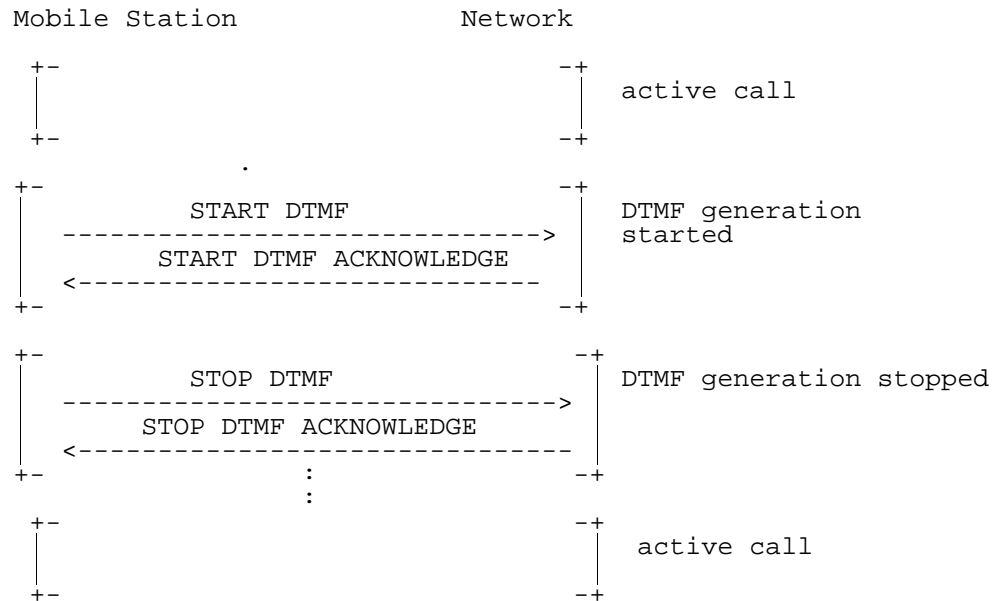 Mobile Station Network
active call
START DTMF DTMF generation
started
START DTMF ACKNOWLEDGE
STOP DTMF DTMF generation stopped
STOP DTMF ACKNOWLEDGE
:
:
active call